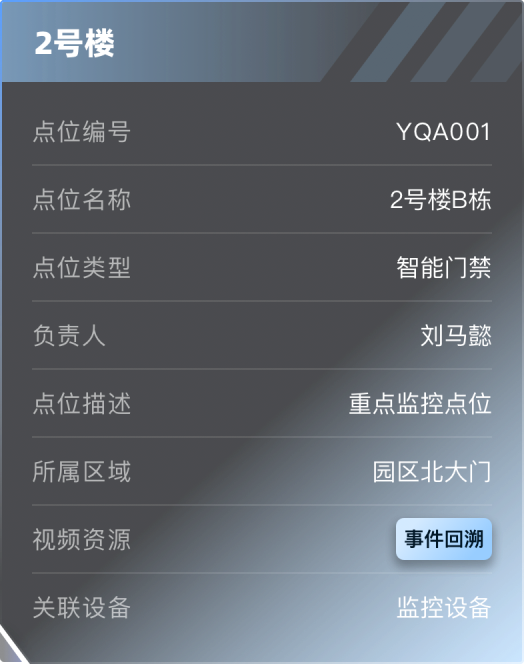 2号楼
点位编号 YQA001
点位名称 2号楼B栋
点位类型 智能门禁
负责人 刘马懿
点位描述 重点监控点位
所属区域 园区北大门
视频资源 事件回溯
关联设备 监控设备